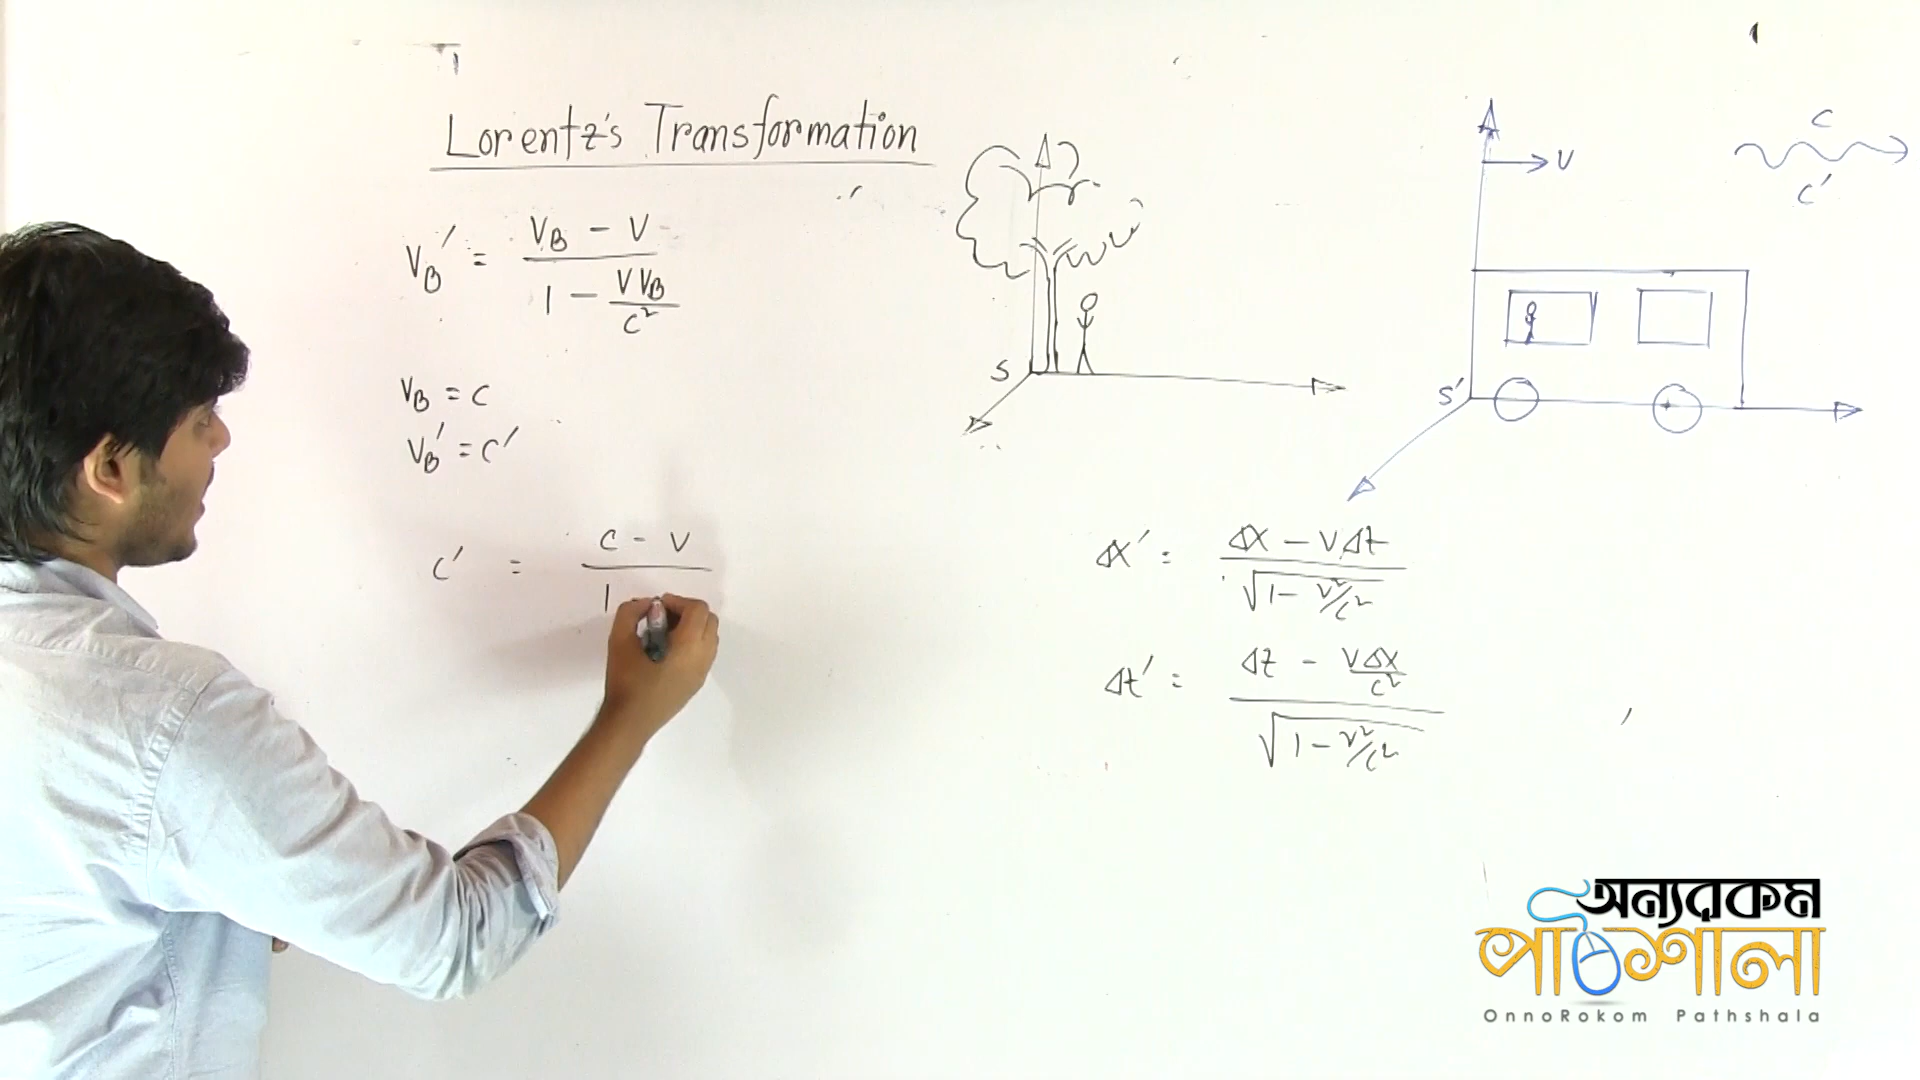 Lorentz's Transformation
V_B' = (V_B - V) / (1 - V V_B / c²)
V_B = c
V_B' = c'
c' = (c - v) / (1 -
S
V
c
c'
S'
Δx' = (Δx - vΔt) / √(1 - v²/c²)
Δt' = (Δt - vΔx/c²) / √(1 - v²/c²)
অন্যরকম
পাঠশালা
OnnoRokom Pathshala